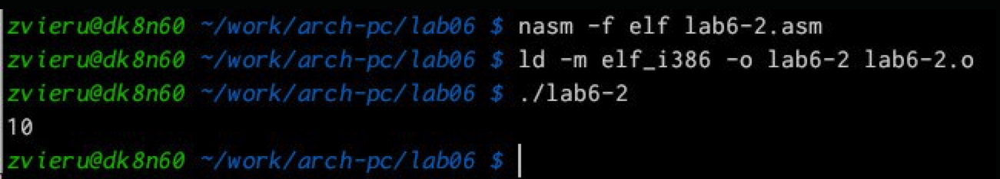 zvieru@dk8n60 ~/work/arch-pc/lab06 $ nasm -f elf lab6-2.asm
zvieru@dk8n60 ~/work/arch-pc/lab06 $ ld -m elf_i386 -o lab6-2 lab6-2.o
zvieru@dk8n60 ~/work/arch-pc/lab06 $ ./lab6-2
10
zvieru@dk8n60 ~/work/arch-pc/lab06 $